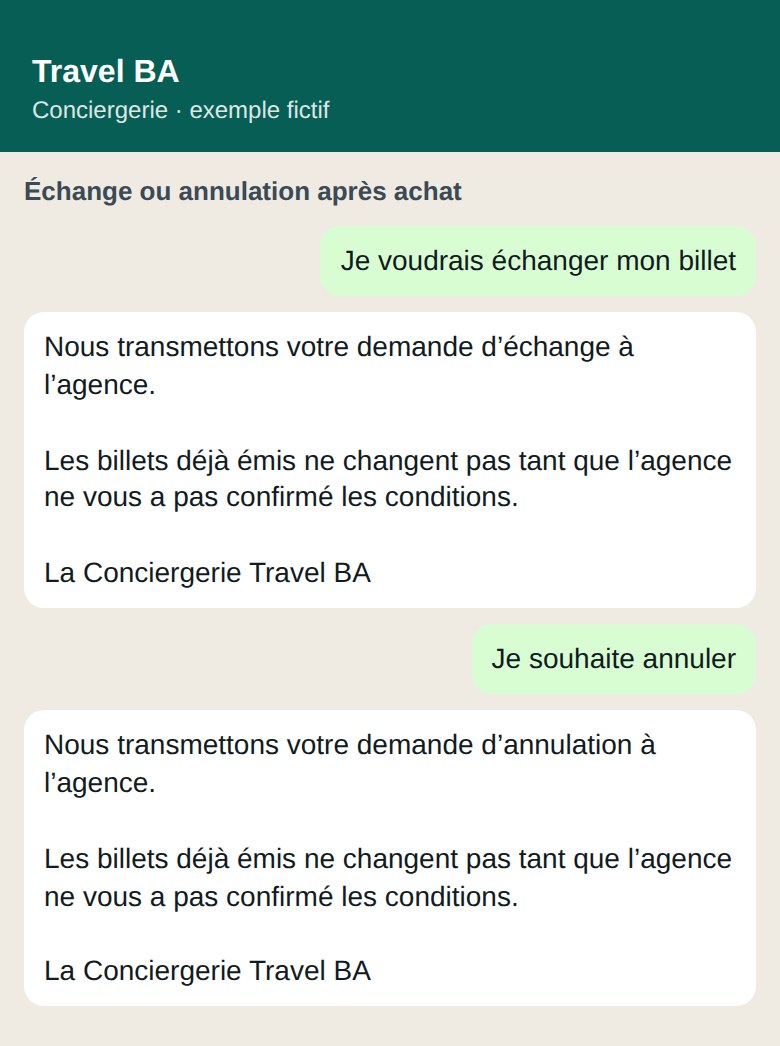 Travel BA
Conciergerie · exemple fictif
Échange ou annulation après achat
Je voudrais échanger mon billet
Nous transmettons votre demande d’échange à
l’agence.
Les billets déjà émis ne changent pas tant que l’agence
ne vous a pas confirmé les conditions.
La Conciergerie Travel BA
Je souhaite annuler
Nous transmettons votre demande d’annulation à
l’agence.
Les billets déjà émis ne changent pas tant que l’agence
ne vous a pas confirmé les conditions.
La Conciergerie Travel BA